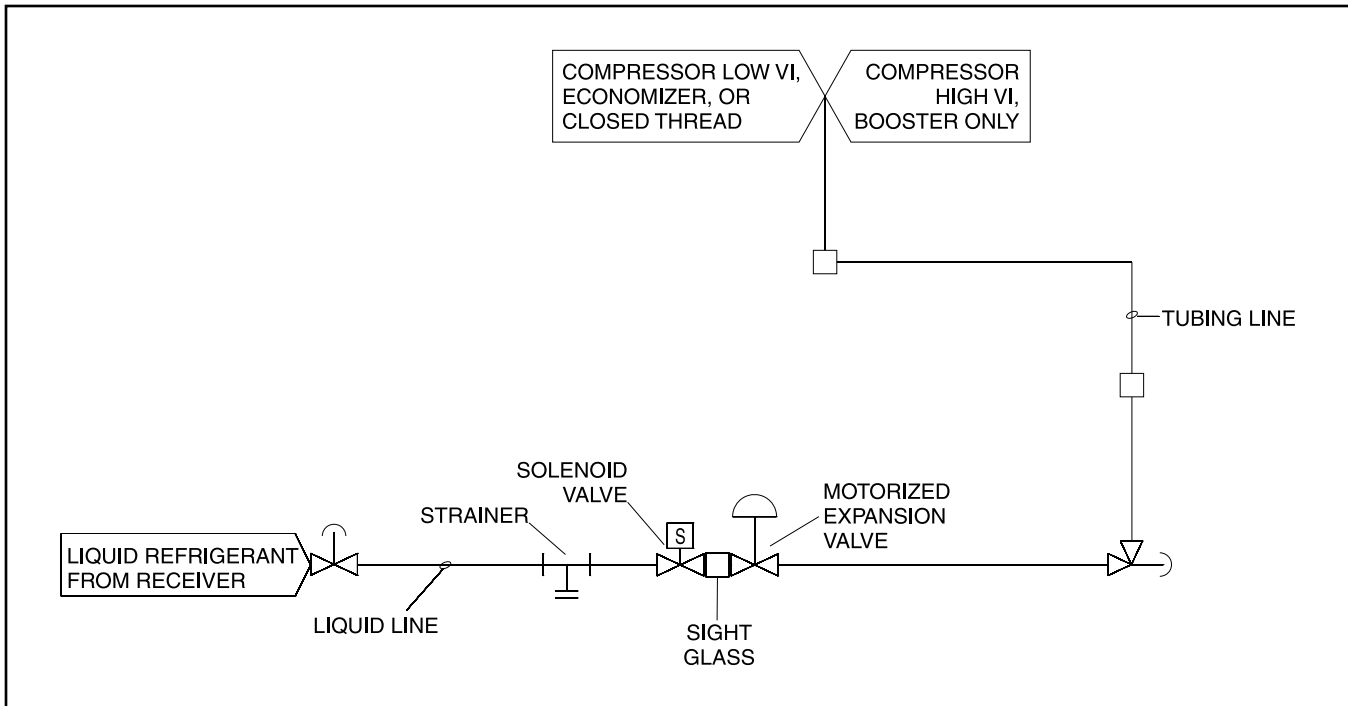 COMPRESSOR LOW VI,
ECONOMIZER, OR
CLOSED THREAD
COMPRESSOR
HIGH VI,
BOOSTER ONLY
TUBING LINE
SOLENOID
VALVE
S
MOTORIZED
EXPANSION
VALVE
STRAINER
LIQUID REFRIGERANT
FROM RECEIVER
LIQUID LINE
SIGHT
GLASS